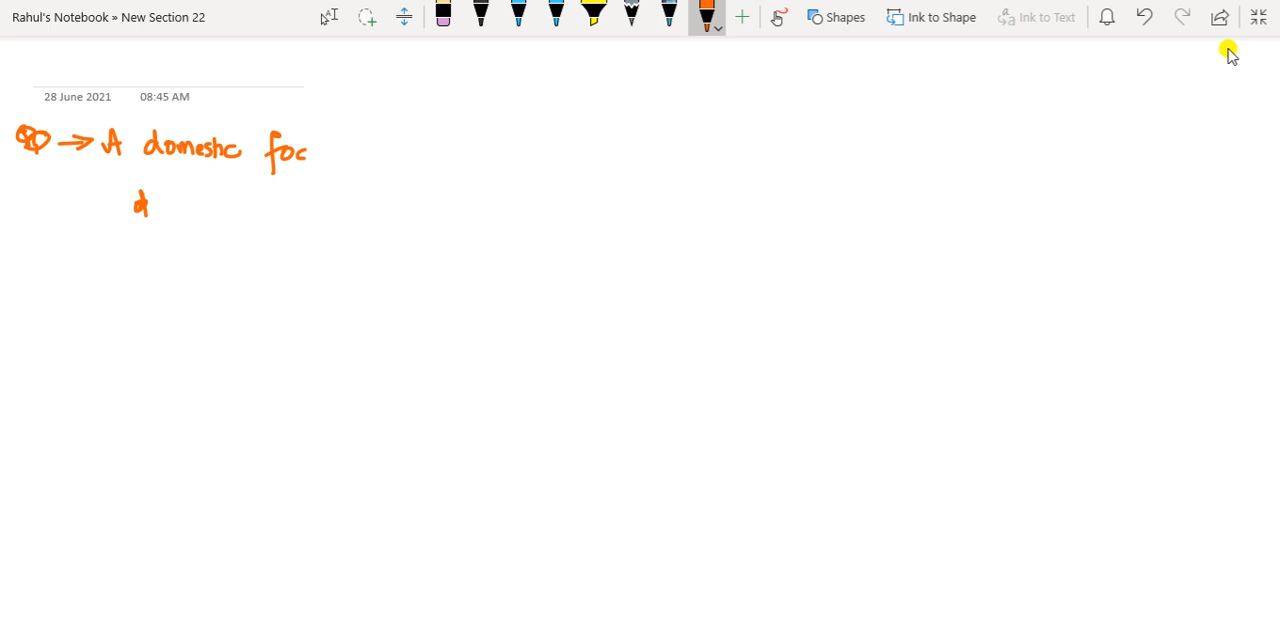 Rahul's Notebook » New Section 22 Shapes Ink to Shape Ink to Text
28 June 2021 08:45 AM
→ A domestic foc